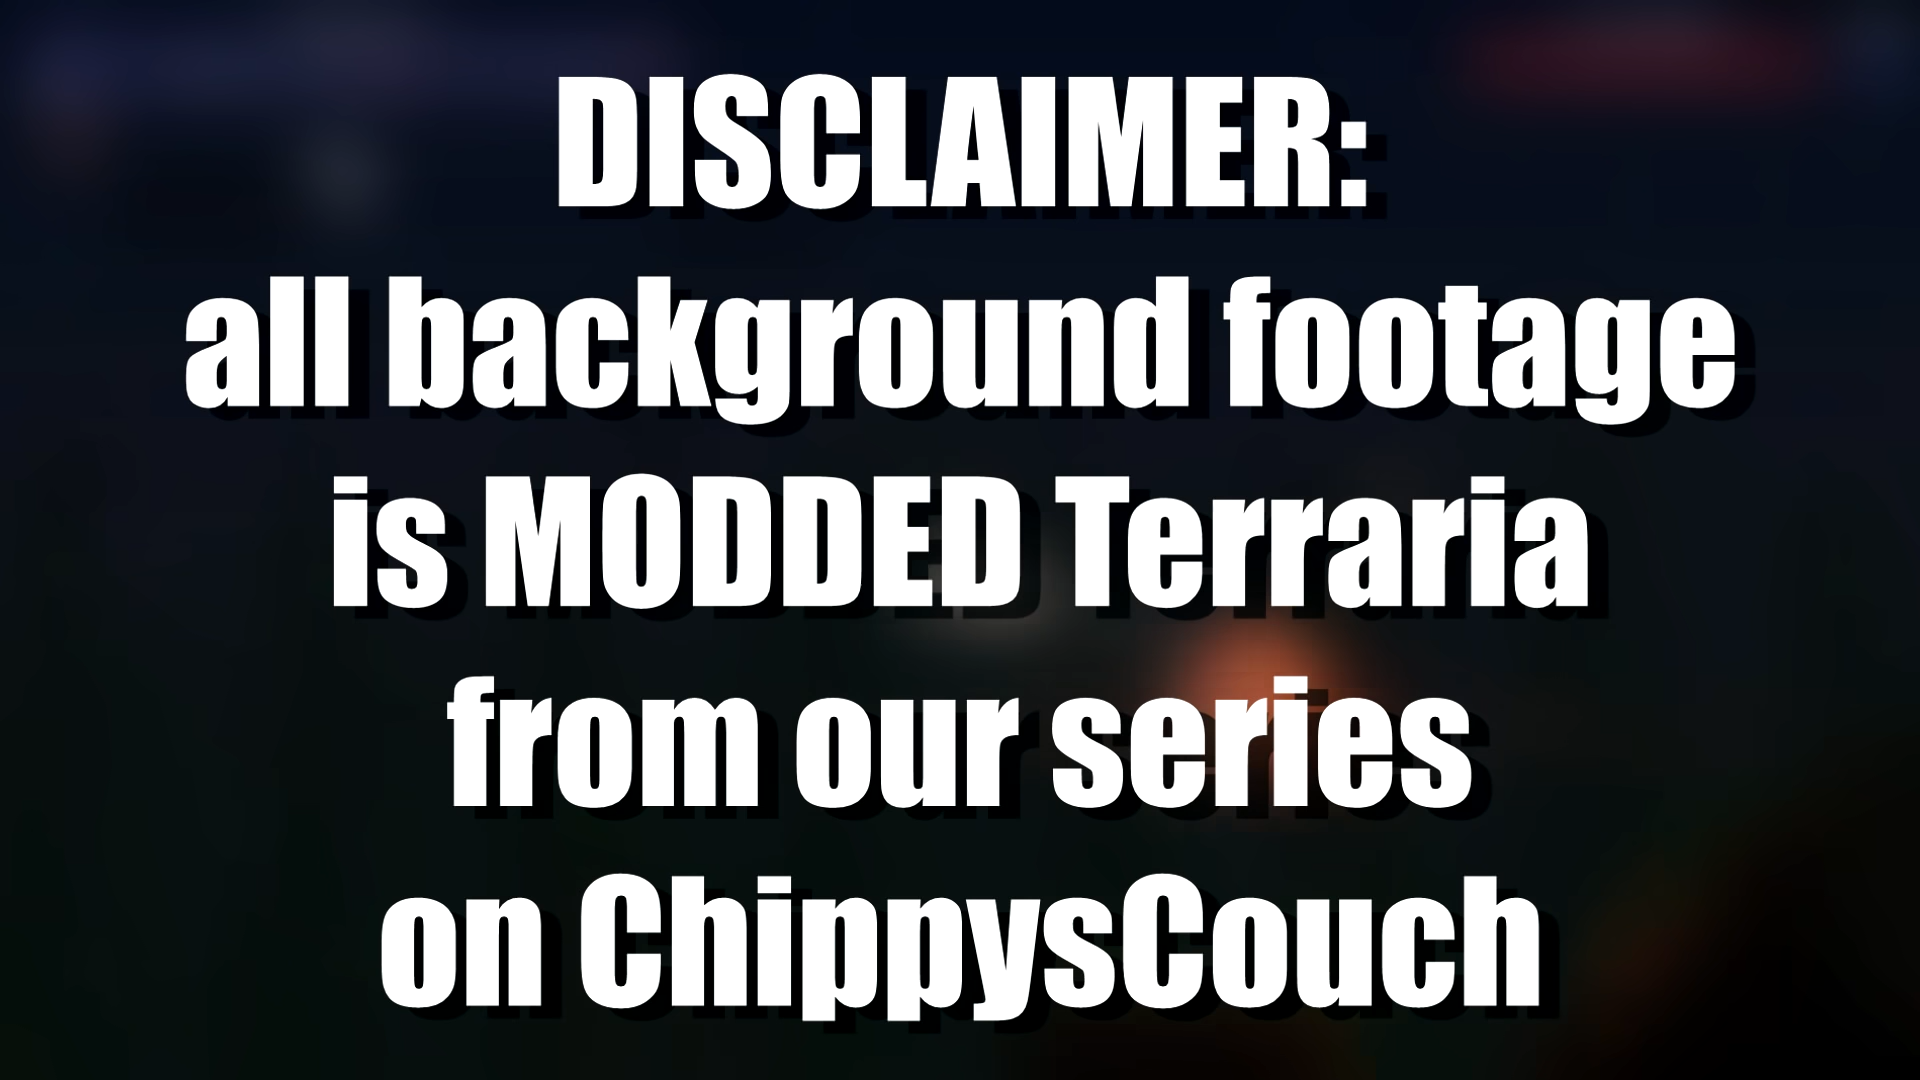 DISCLAIMER:
all background footage
is MODDED Terraria
from our series
on ChippysCouch